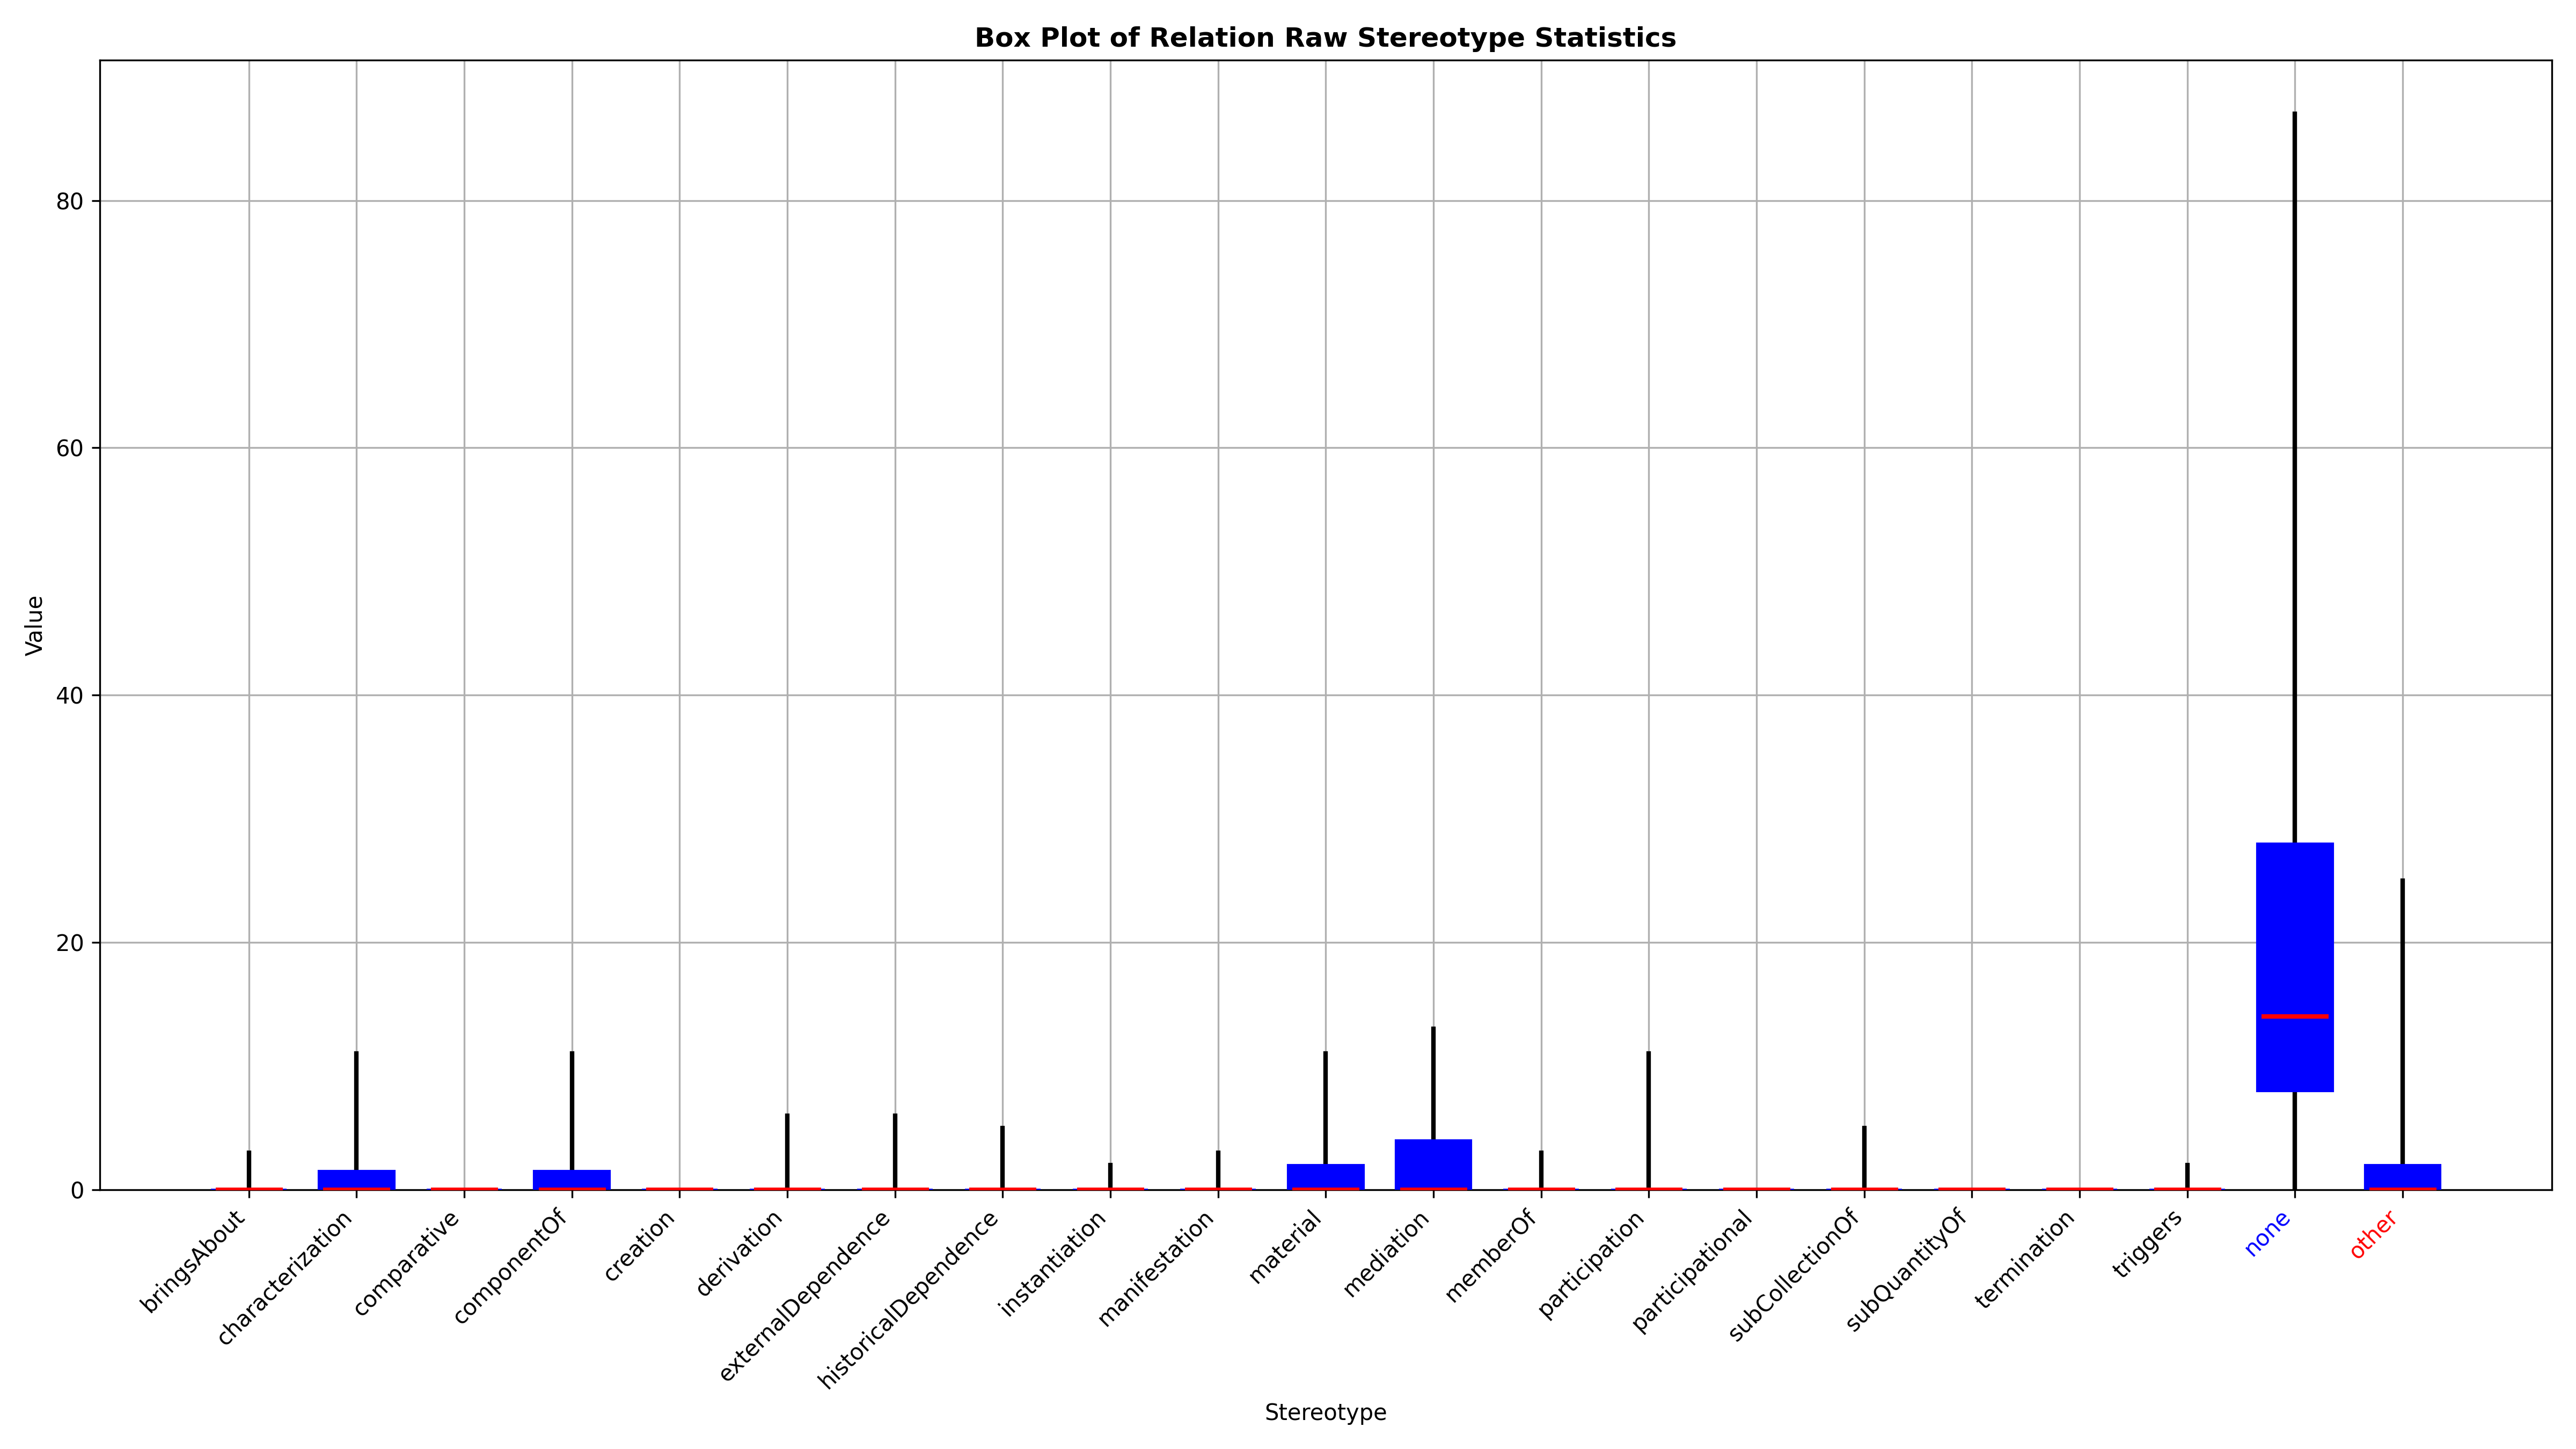 Box Plot of Relation Raw Stereotype Statistics
Value
80
60
40
20
0
bringsAbout
characterization
comparative
componentOf
creation
derivation
externalDependence
historicalDependence
instantiation
manifestation
material
mediation
memberOf
participation
participational
subCollectionOf
subQuantityOf
termination
triggers
none
other
Stereotype